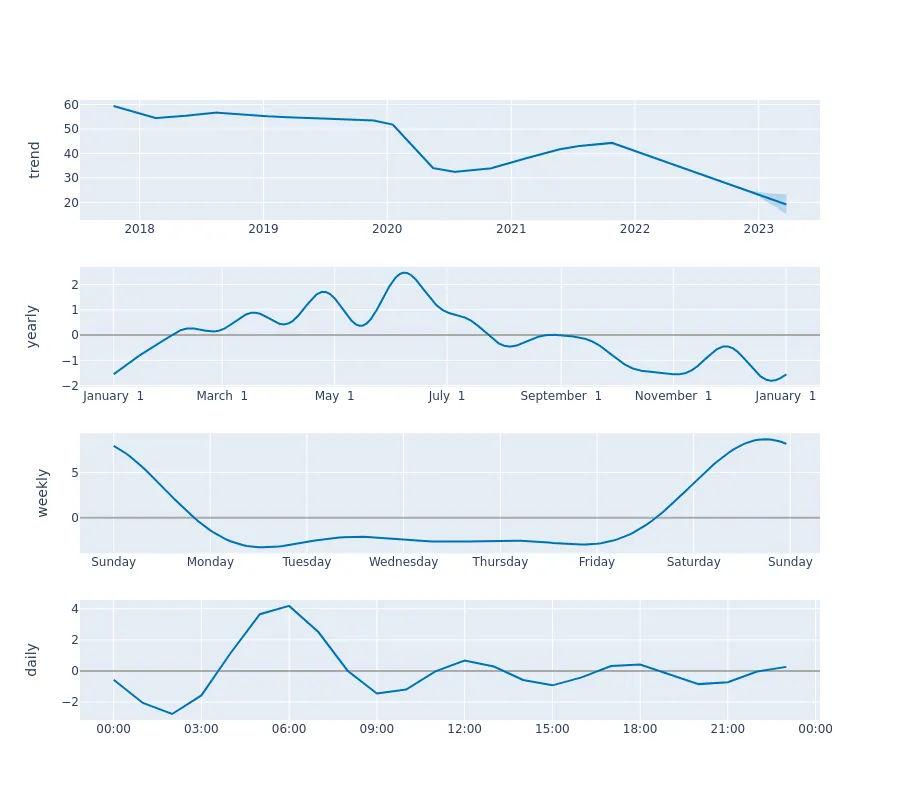 trend
60
50
40
30
20
2018 2019 2020 2021 2022 2023
yearly
2
1
0
−1
−2
January 1 March 1 May 1 July 1 September 1 November 1 January 1
weekly
5
0
Sunday Monday Tuesday Wednesday Thursday Friday Saturday Sunday
daily
4
2
0
−2
00:00 03:00 06:00 09:00 12:00 15:00 18:00 21:00 00:00